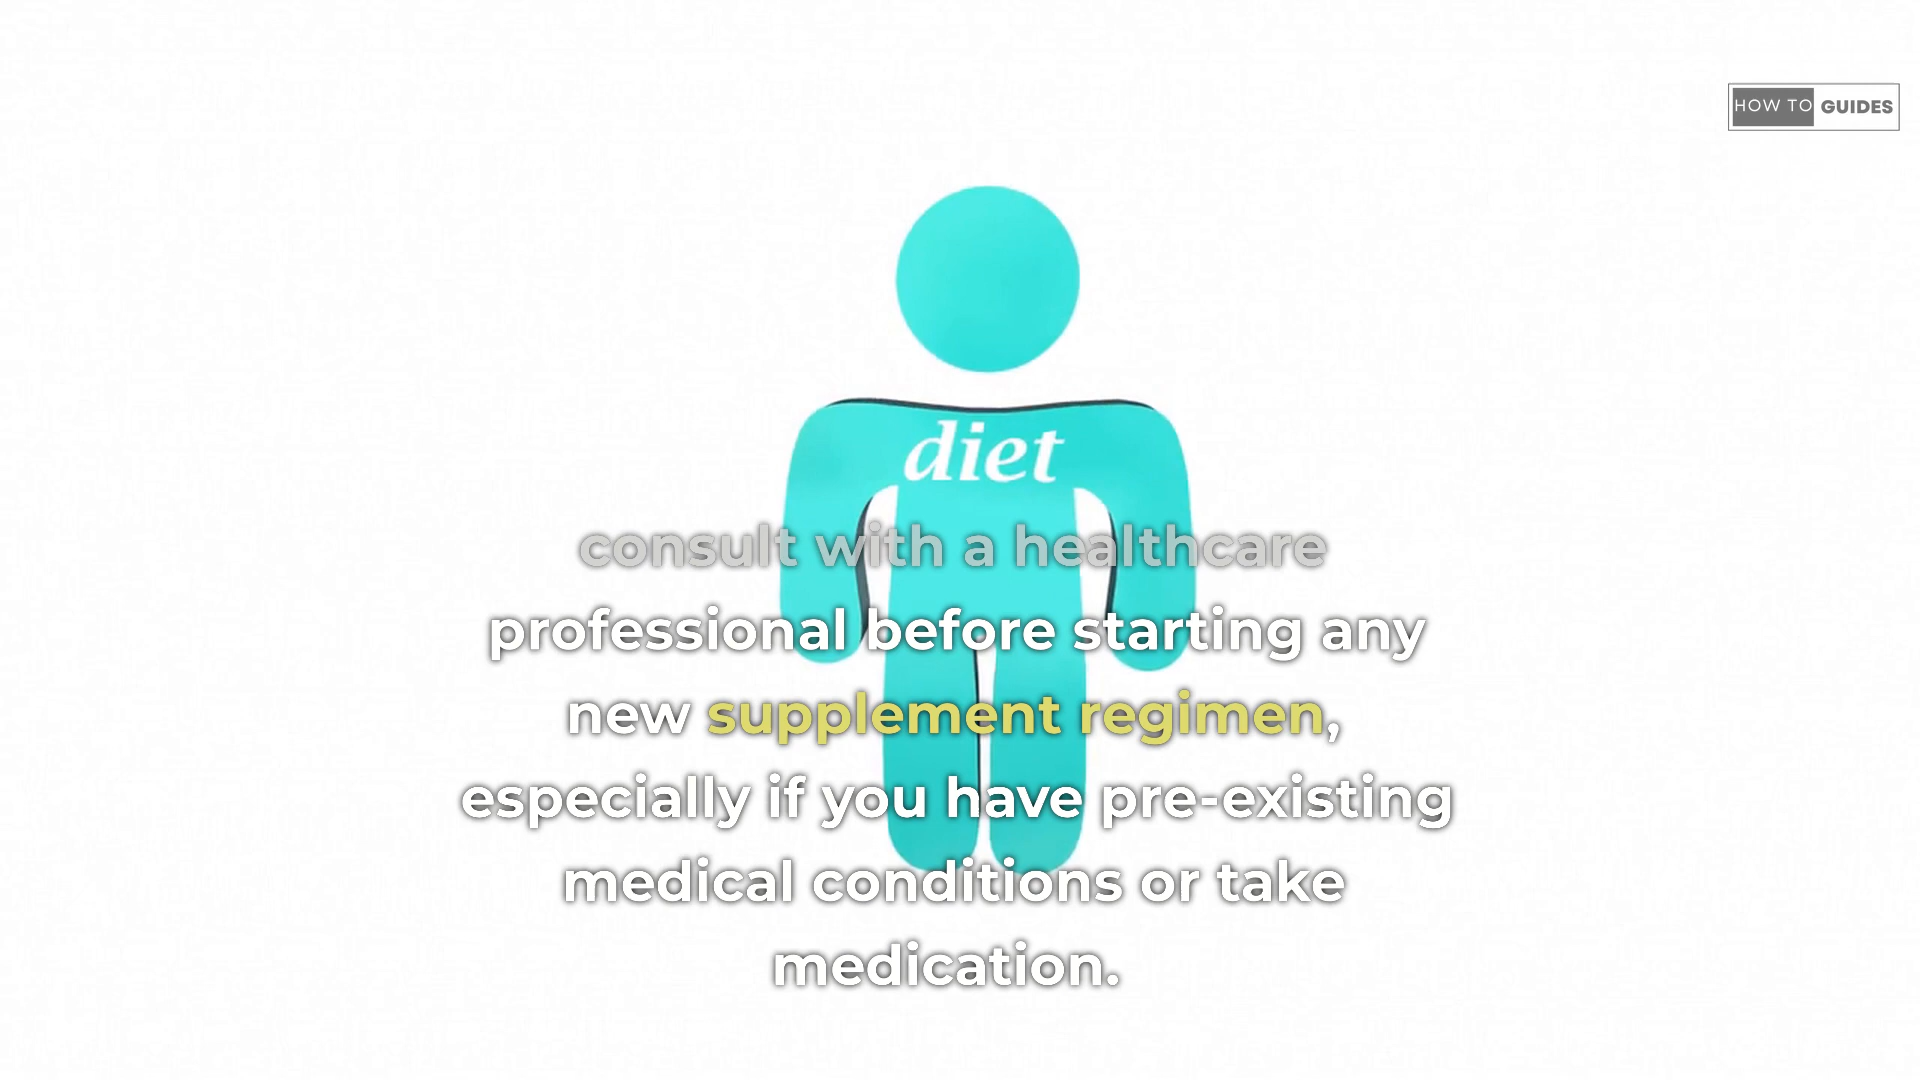 HOW TO GUIDES
diet
consult with a healthcare
professional before starting any
new supplement regimen,
especially if you have pre-existing
medical conditions or take
medication.